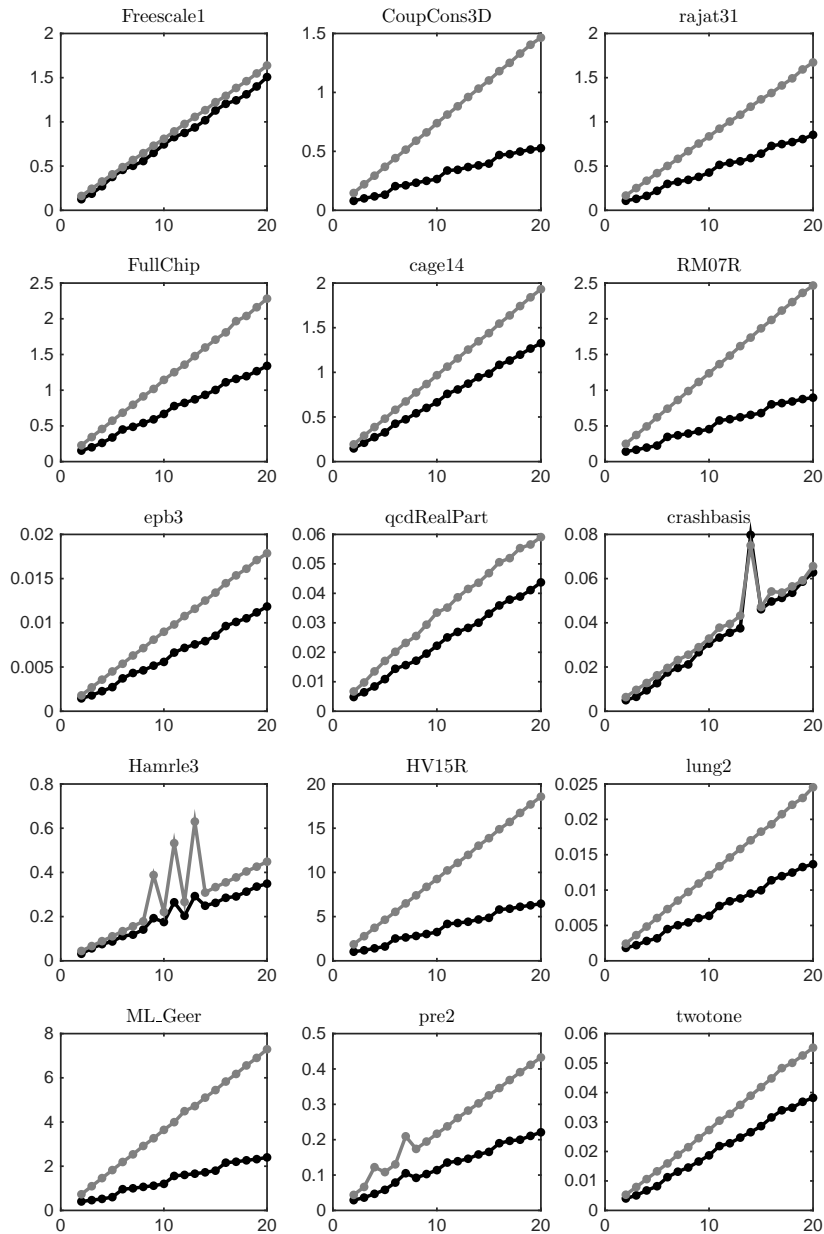 Freescale1 CoupCons3D rajat31
2 1.5 2
1.5 1.5
1 1 1
0.5 0.5 0.5
0 0 0
0 10 20 0 10 20 0 10 20
FullChip cage14 RM07R
2.5 2 2.5
2 1.5 2
1.5 1.5
1 1 1
0.5 0.5 0.5
0 0 0
0 10 20 0 10 20 0 10 20
epb3 qcdRealPart crashbasis
0.02 0.06 0.08
0.05
0.015 0.06
0.04
0.01 0.03 0.04
0.02
0.005 0.02
0.01
0 0 0
0 10 20 0 10 20 0 10 20
Hamrle3 HV15R lung2
0.8 20 0.025
0.6 15 0.02
0.015
0.4 10
0.01
0.2 5 0.005
0 0 0
0 10 20 0 10 20 0 10 20
ML_Geer pre2 twotone
8 0.5 0.06
0.4 0.05
6
0.3 0.04
4 0.03
0.2
2 0.02
0.1 0.01
0 0 0
0 10 20 0 10 20 0 10 20